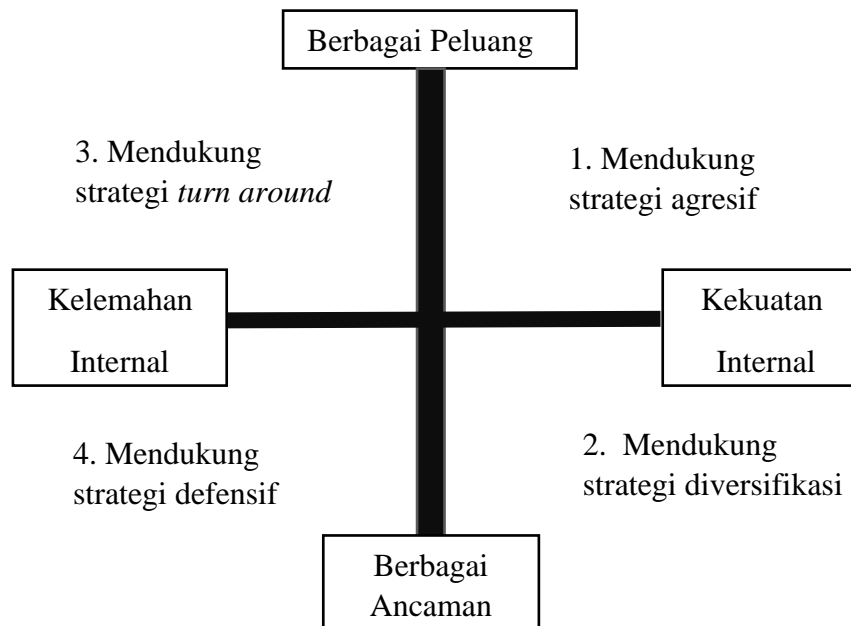 Berbagai Peluang
3. Mendukung
strategi turn around
1. Mendukung
strategi agresif
Kelemahan
Internal
Kekuatan
Internal
4. Mendukung
strategi defensif
2. Mendukung
strategi diversifikasi
Berbagai
Ancaman